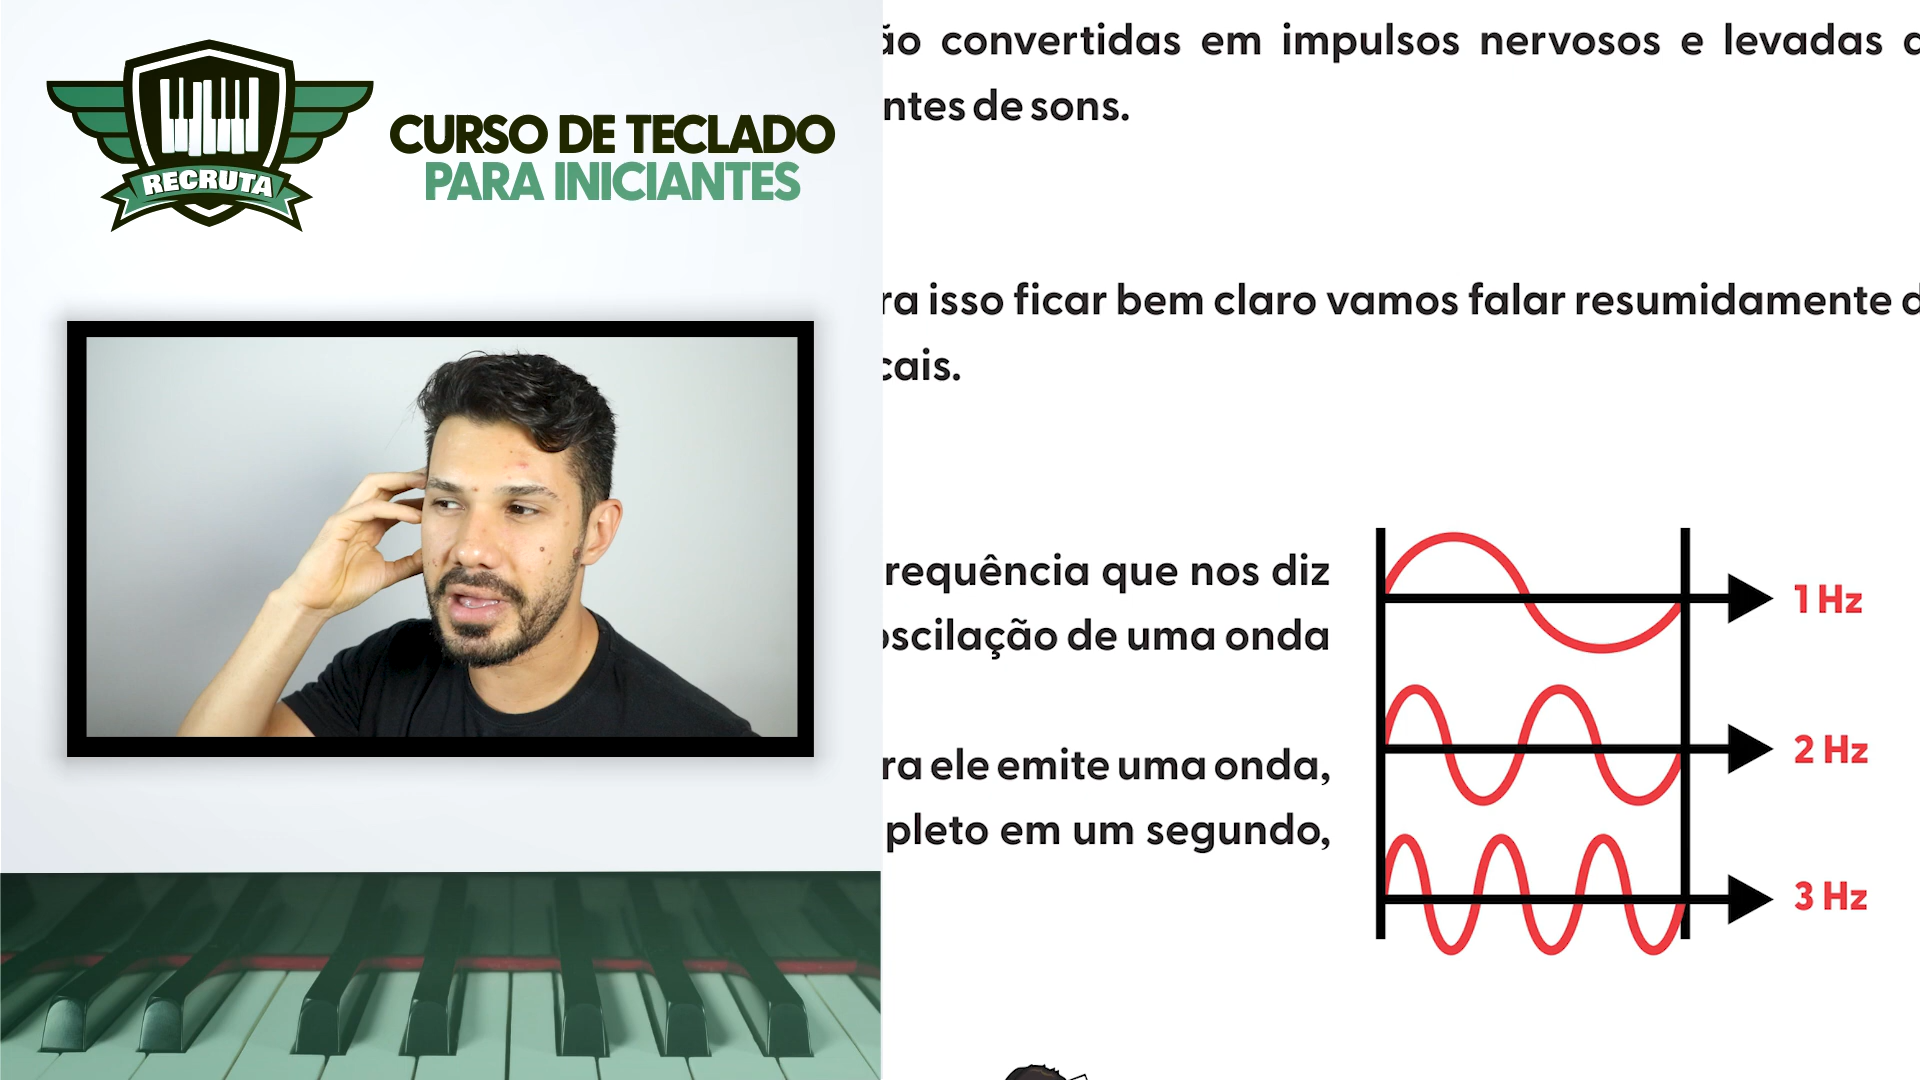 RECRUTA
CURSO DE TECLADO
PARA INICIANTES
ão convertidas em impulsos nervosos e levadas
ntes de sons.
ra isso ficar bem claro vamos falar resumidamente d
cais.
requência que nos diz
oscilação de uma onda
ra ele emite uma onda,
pleto em um segundo,
1 Hz
2 Hz
3 Hz